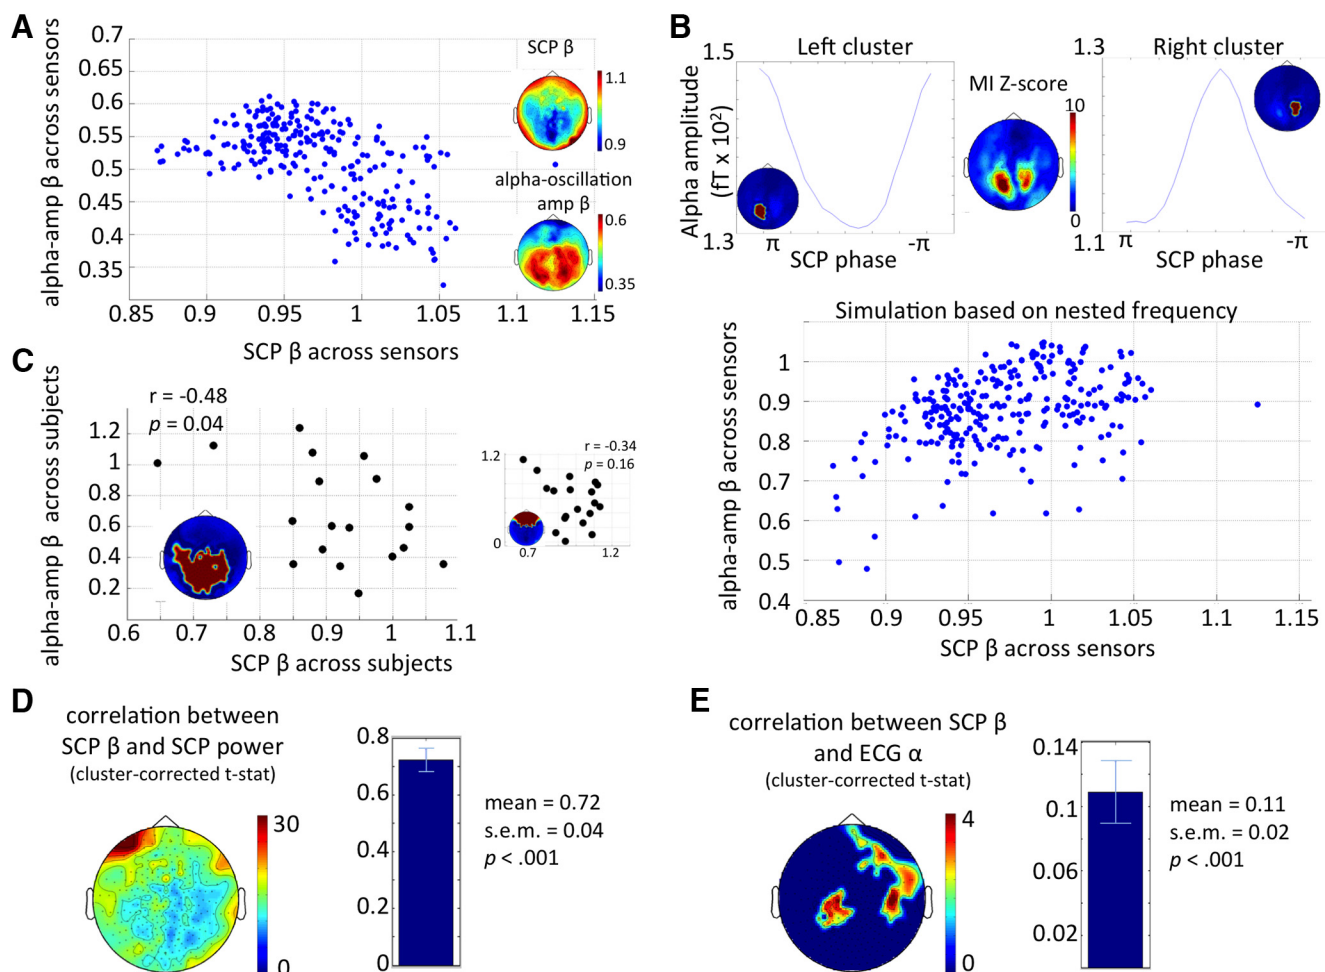 A
alpha-amp β across sensors
0.7
0.65
0.6
0.55
0.5
0.45
0.4
0.35
0.85 0.9 0.95 1 1.05 1.1 1.15
SCP β across sensors
SCP β
1.1
0.9
alpha-oscillation
amp β
0.6
0.35
B
Left cluster
1.5
Alpha amplitude
(fT x 10²)
1.3
π -π
SCP phase
MI Z-score
10
0
Right cluster
1.3
1.1
π -π
SCP phase
Simulation based on nested frequency
alpha-amp β across sensors
1
0.9
0.8
0.7
0.6
0.5
0.4
0.85 0.9 0.95 1 1.05 1.1 1.15
SCP β across sensors
C
alpha-amp β across subjects
r = -0.48
p = 0.04
1.2
1
0.8
0.6
0.4
0.2
0.6 0.7 0.8 0.9 1 1.1
SCP β across subjects
r = -0.34
p = 0.16
1.2
0
0.7 1.2
D
correlation between
SCP β and SCP power
(cluster-corrected t-stat)
30
0
0.8
0.6
0.4
0.2
0
mean = 0.72
s.e.m. = 0.04
p < .001
E
correlation between SCP β
and ECG α
(cluster-corrected t-stat)
4
0
0.14
0.1
0.06
0.02
mean = 0.11
s.e.m. = 0.02
p < .001